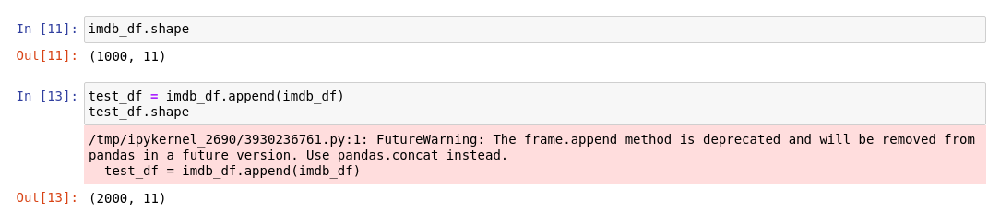 In [11]: imdb_df.shape
Out[11]: (1000, 11)
In [13]: test_df = imdb_df.append(imdb_df)
test_df.shape
/tmp/ipykernel_2690/3930236761.py:1: FutureWarning: The frame.append method is deprecated and will be removed from
pandas in a future version. Use pandas.concat instead.
  test_df = imdb_df.append(imdb_df)
Out[13]: (2000, 11)